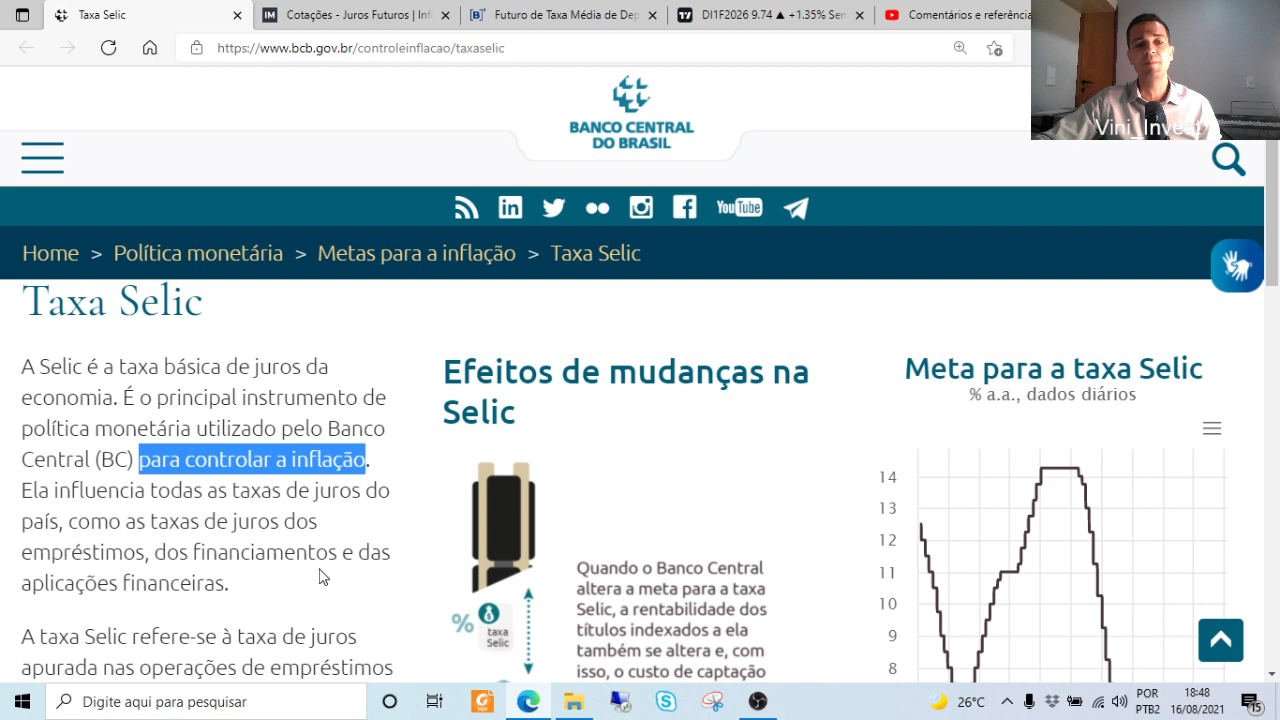 Taxa Selic
Cotações - Juros Futuros | Info
Efeito da Taxa Média de Dep
DI1F2026 9.74 ▲ +1.35% Sem
Comentários e referênc
https://www.bcb.gov.br/controleinflacao/taxaselic
Vini_Invest
BANCO CENTRAL
DO BRASIL
YouTube
Home > Política monetária > Metas para a inflação > Taxa Selic
Taxa Selic
A Selic é a taxa básica de juros da
economia. É o principal instrumento de
política monetária utilizado pelo Banco
Central (BC) para controlar a inflação.
Ela influencia todas as taxas de juros do
país, como as taxas de juros dos
empréstimos, dos financiamentos e das
aplicações financeiras.
A taxa Selic refere-se à taxa de juros
apurada nas operações de empréstimos
Efeitos de mudanças na
Selic
%
taxa
Selic
Quando o Banco Central
altera a meta para a taxa
Selic, a rentabilidade dos
títulos indexados a ela
também se altera e, com
isso, o custo de captação
Meta para a taxa Selic
% a.a., dados diários
14
13
12
11
10
9
8
Digite aqui para pesquisar
26°C
POR
PTB2
18:48
16/08/2021
15